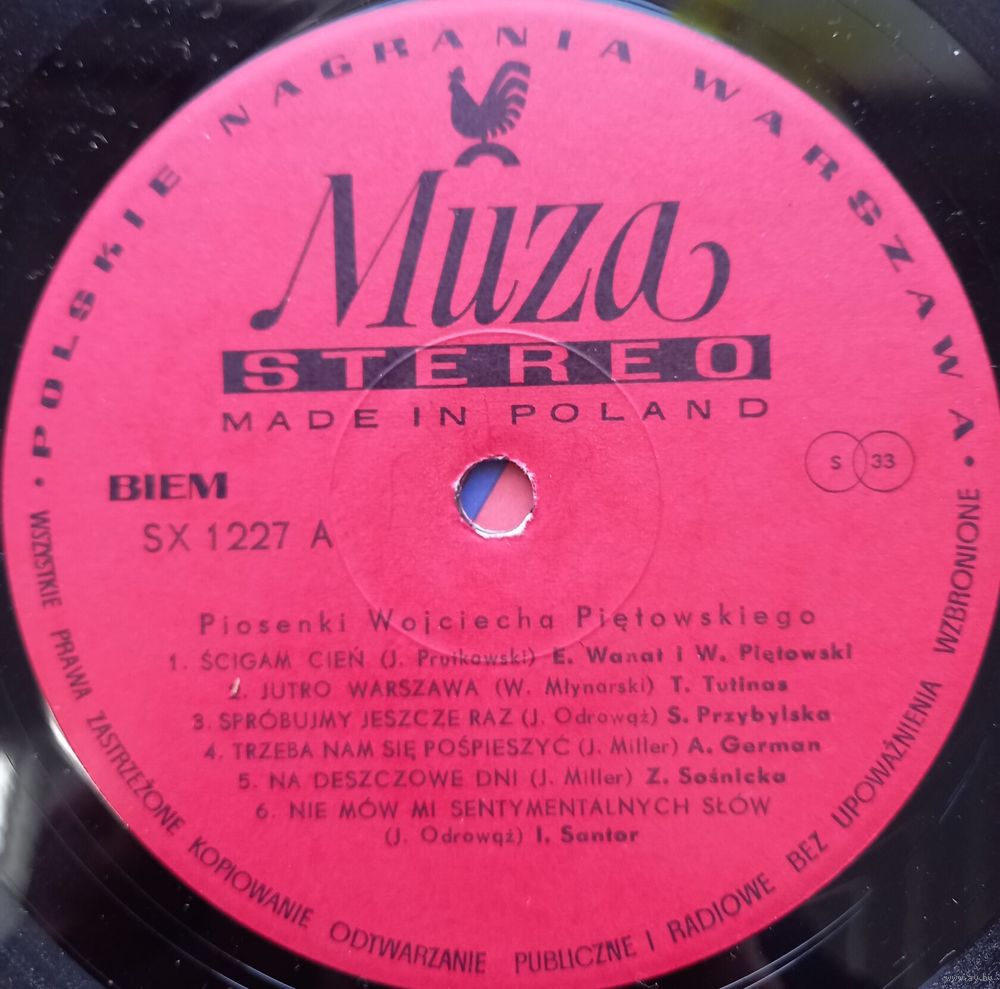 • POLSKIE NAGRANIA WARSZAWA •
Muza
STEREO
MADE IN POLAND
S 33
BIEM
SX 1227 A
Piosenki Wojciecha Piętowskiego
1. ŚCIGAM CIEŃ (J. Prutkowski) E. Wanat i W. Piętowski
2. JUTRO WARSZAWA (W. Młynarski) T. Tutinas
3. SPRÓBUJMY JESZCZE RAZ (J. Odrowąż) S. Przybylska
4. TRZEBA NAM SIĘ POŚPIESZYĆ (J. Miller) A. German
5. NA DESZCZOWE DNI (J. Miller) Z. Sośnicka
6. NIE MÓW MI SENTYMENTALNYCH SŁÓW
(J. Odrowąż) I. Santor
WSZYSTKIE PRAWA ZASTRZEŻONE KOPIOWANIE ODTWARZANIE PUBLICZNE I RADIOWE BEZ UPOWAŻNIENIA WZBRONIONE
www.ay.by